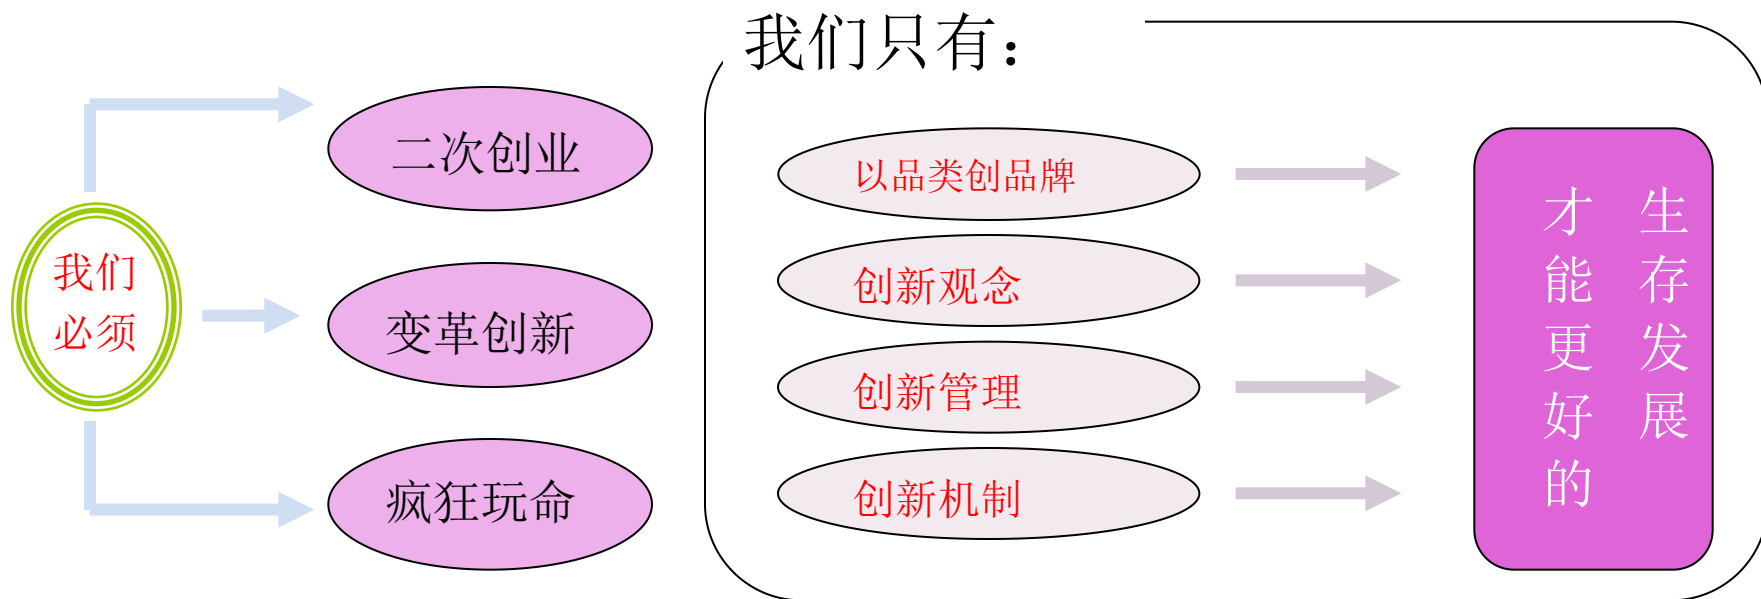 我们
必须
二次创业
变革创新
疯狂玩命
我们只有：
以品类创品牌
创新观念
创新管理
创新机制
才能更好的
生存发展